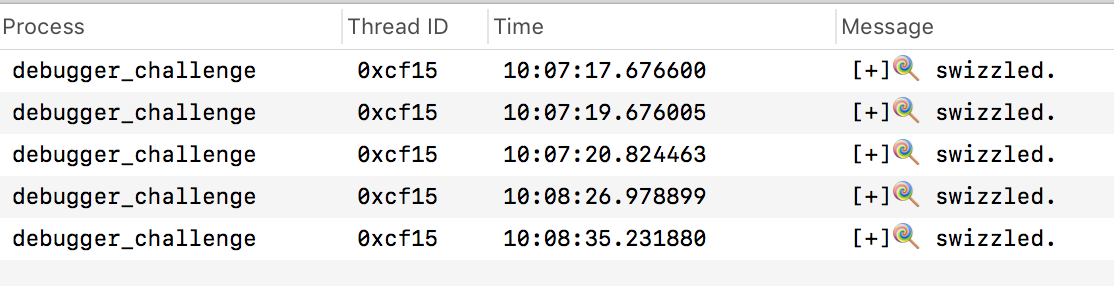 Process Thread ID Time Message
debugger_challenge 0xcf15 10:07:17.676600 [+]🍭 swizzled.
debugger_challenge 0xcf15 10:07:19.676005 [+]🍭 swizzled.
debugger_challenge 0xcf15 10:07:20.824463 [+]🍭 swizzled.
debugger_challenge 0xcf15 10:08:26.978899 [+]🍭 swizzled.
debugger_challenge 0xcf15 10:08:35.231880 [+]🍭 swizzled.